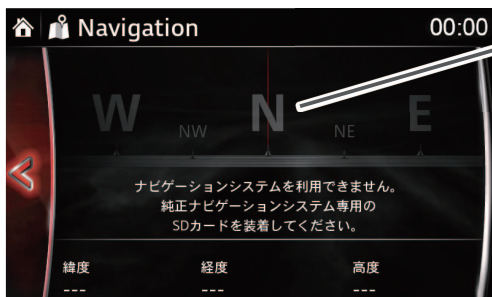 Navigation 00:00
W NW N NE E
ナビゲーションシステムを利用できません。
純正ナビゲーションシステム専用の
SDカードを装着してください。
緯度 経度 高度
--- --- ---